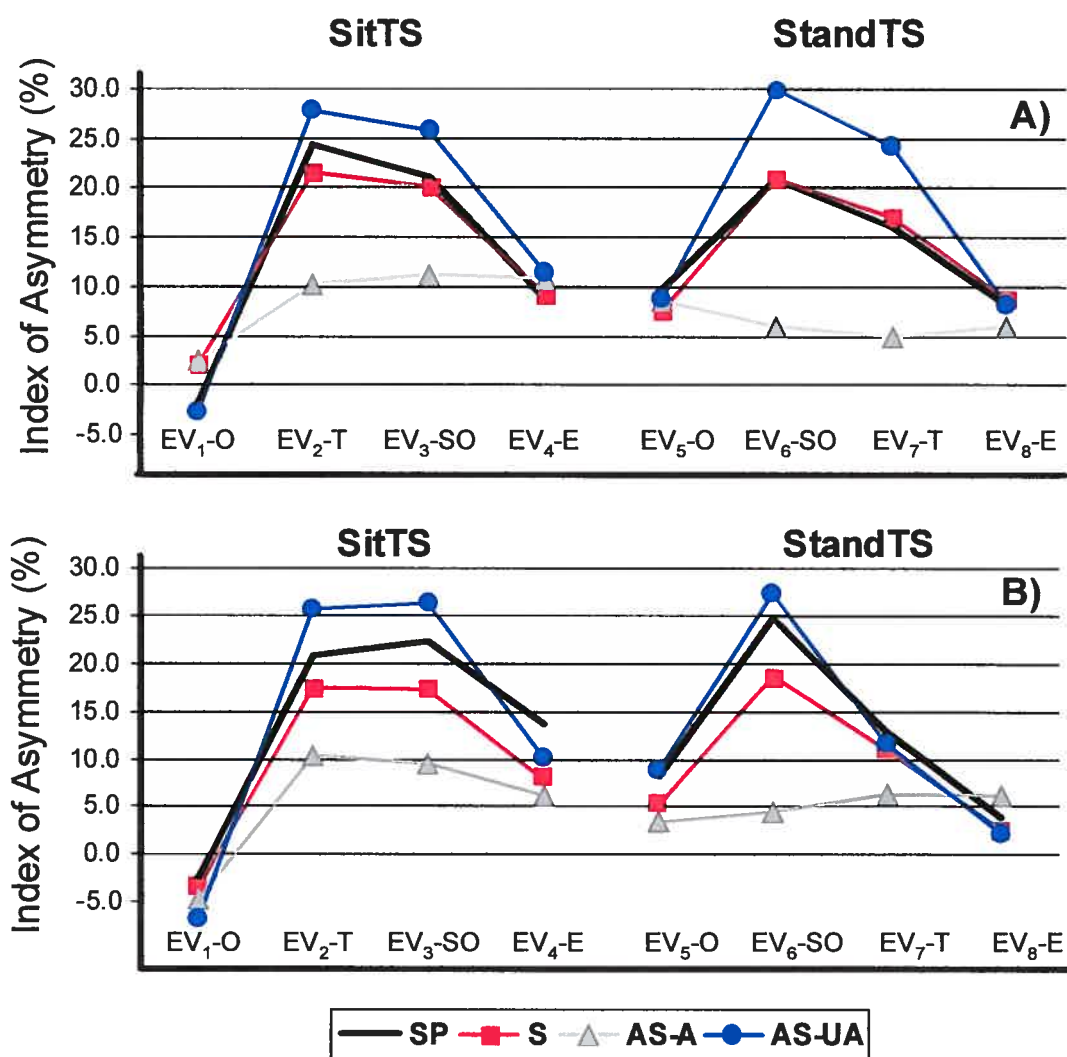 SitTS StandTS
Index of Asymmetry (%)
A)
30.0
25.0
20.0
15.0
10.0
5.0
0.0
-5.0
EV₁-O EV₂-T EV₃-SO EV₄-E EV₅-O EV₆-SO EV₇-T EV₈-E
SitTS StandTS
Index of Asymmetry (%)
B)
30.0
25.0
20.0
15.0
10.0
5.0
0.0
-5.0
EV₁-O EV₂-T EV₃-SO EV₄-E EV₅-O EV₆-SO EV₇-T EV₈-E
SP S AS-A AS-UA